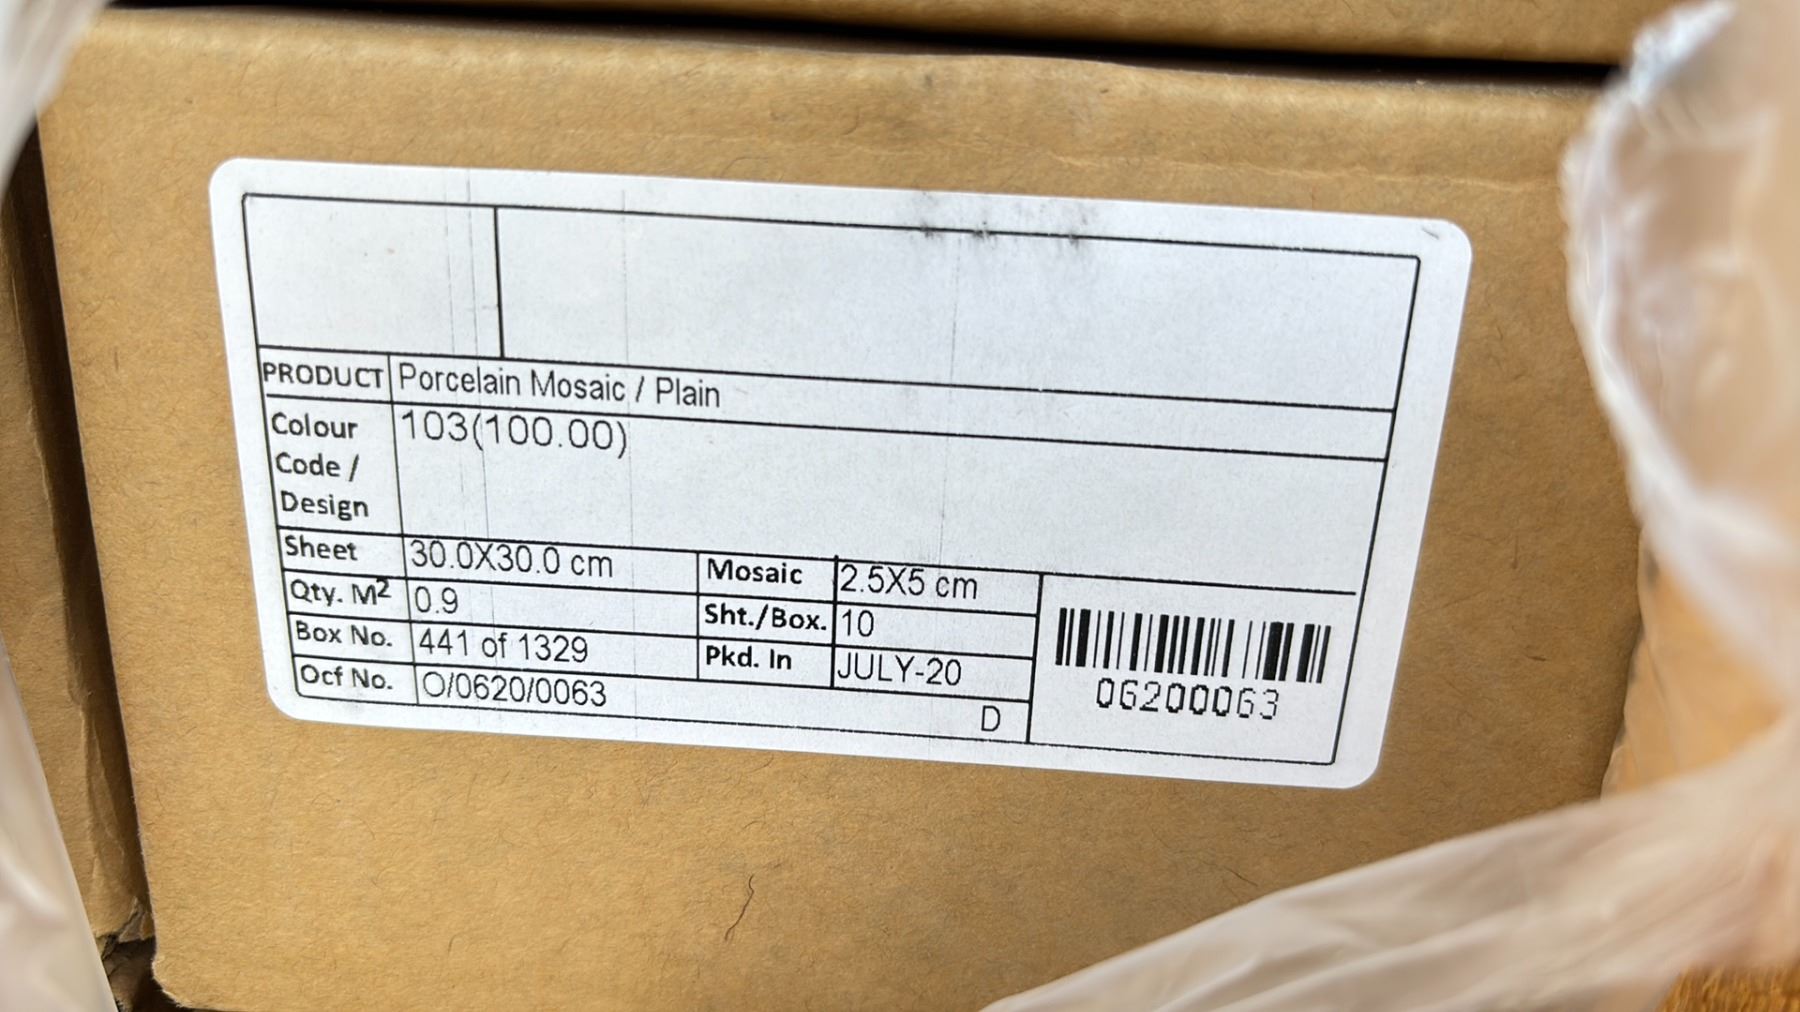 PRODUCT Porcelain Mosaic / Plain
Colour Code / Design 103(100.00)
Sheet 30.0X30.0 cm Mosaic 2.5X5 cm
Qty. M² 0.9 Sht./Box. 10
Box No. 441 of 1329 Pkd. In JULY-20
Ocf No. O/0620/0063 D
06200063